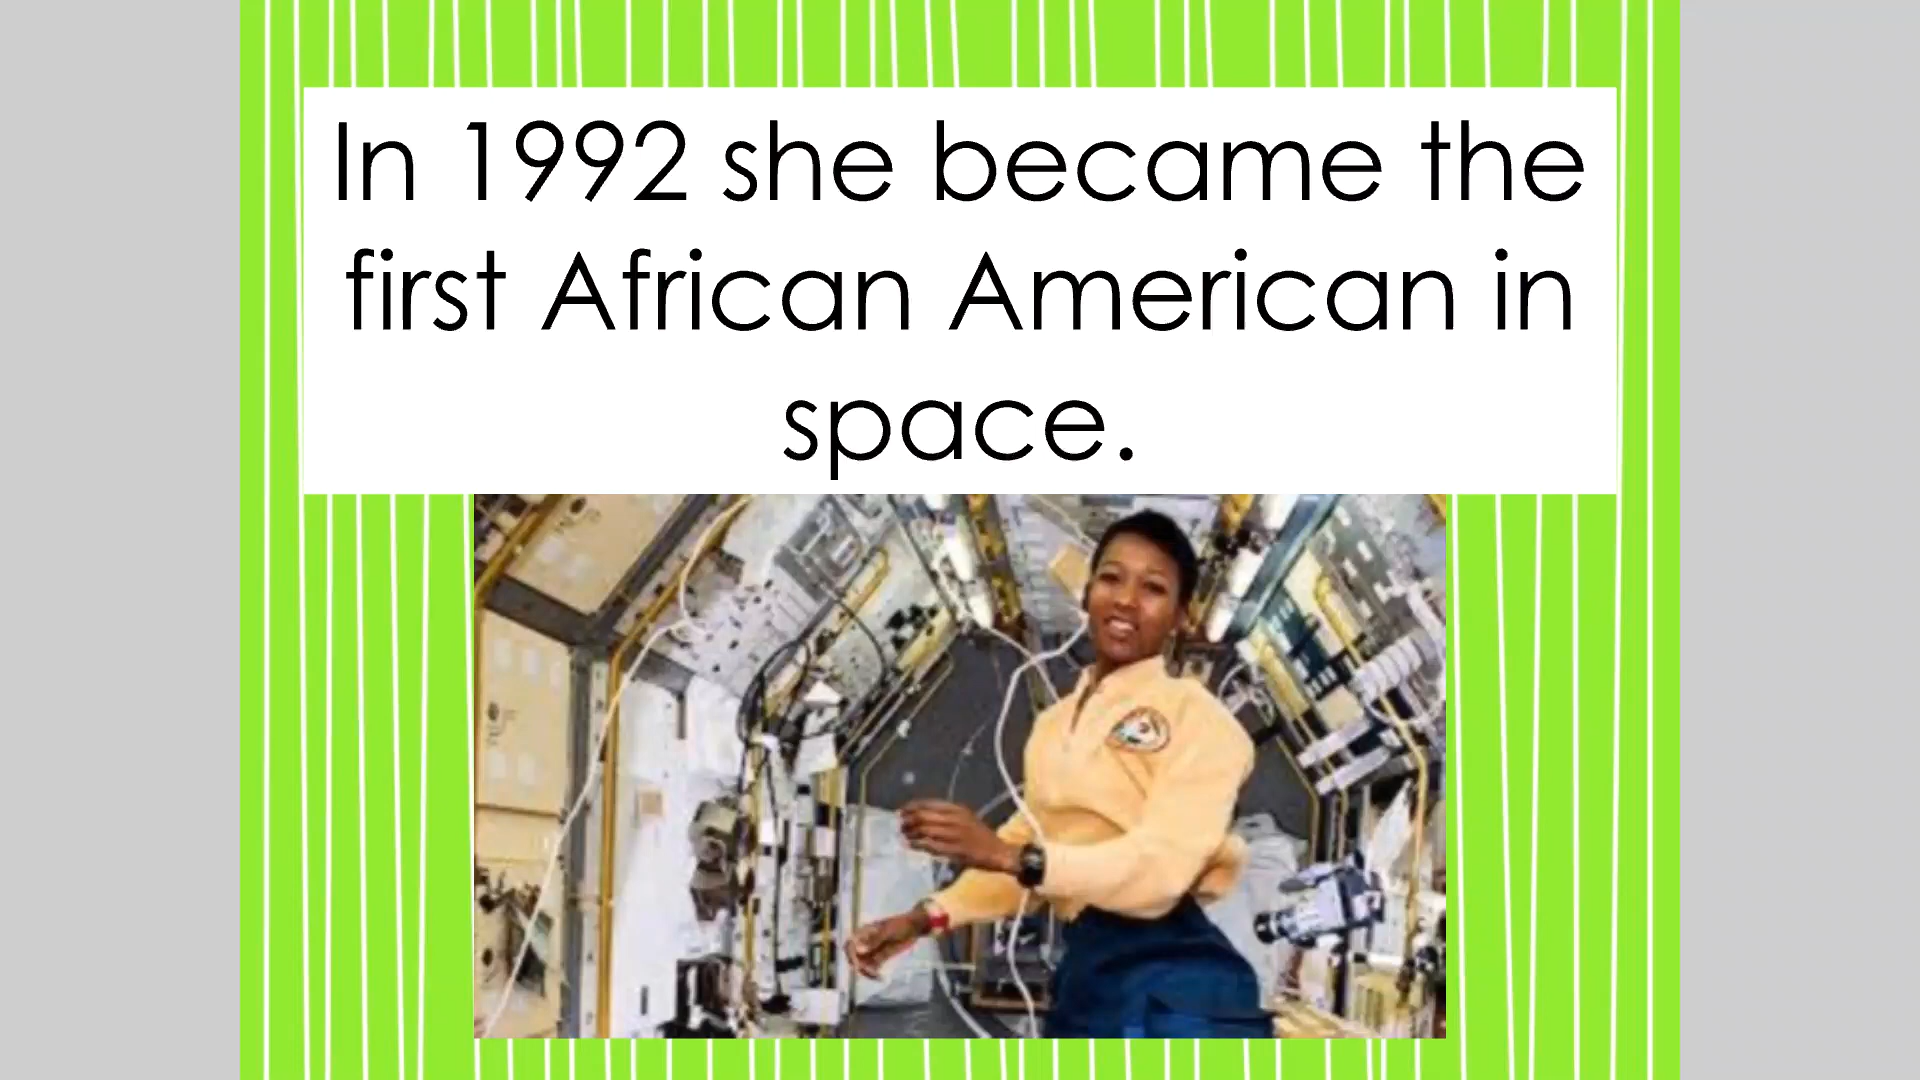 In 1992 she became the
first African American in
space.